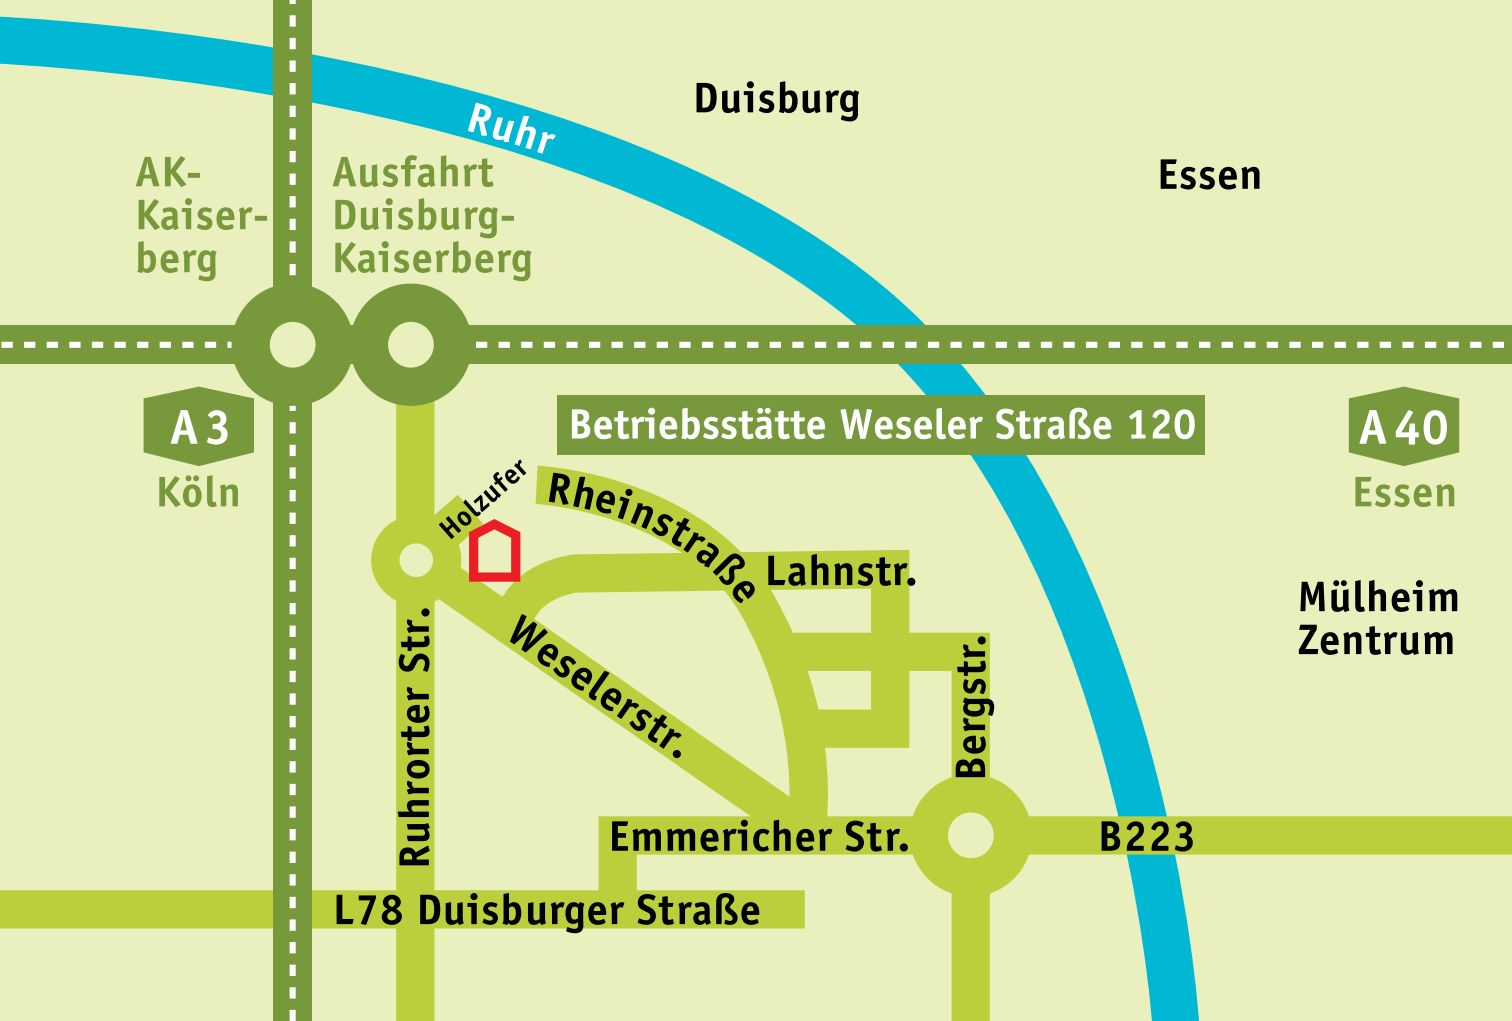 Duisburg
Ruhr
Essen
AK-
Kaiser-
berg
Ausfahrt
Duisburg-
Kaiserberg
A 3
Köln
Betriebsstätte Weseler Straße 120
A 40
Essen
Holzufer
Rheinstraße
Lahnstr.
Mülheim
Zentrum
Weselerstr.
Ruhrorter Str.
Bergstr.
Emmericher Str.
B223
L78 Duisburger Straße